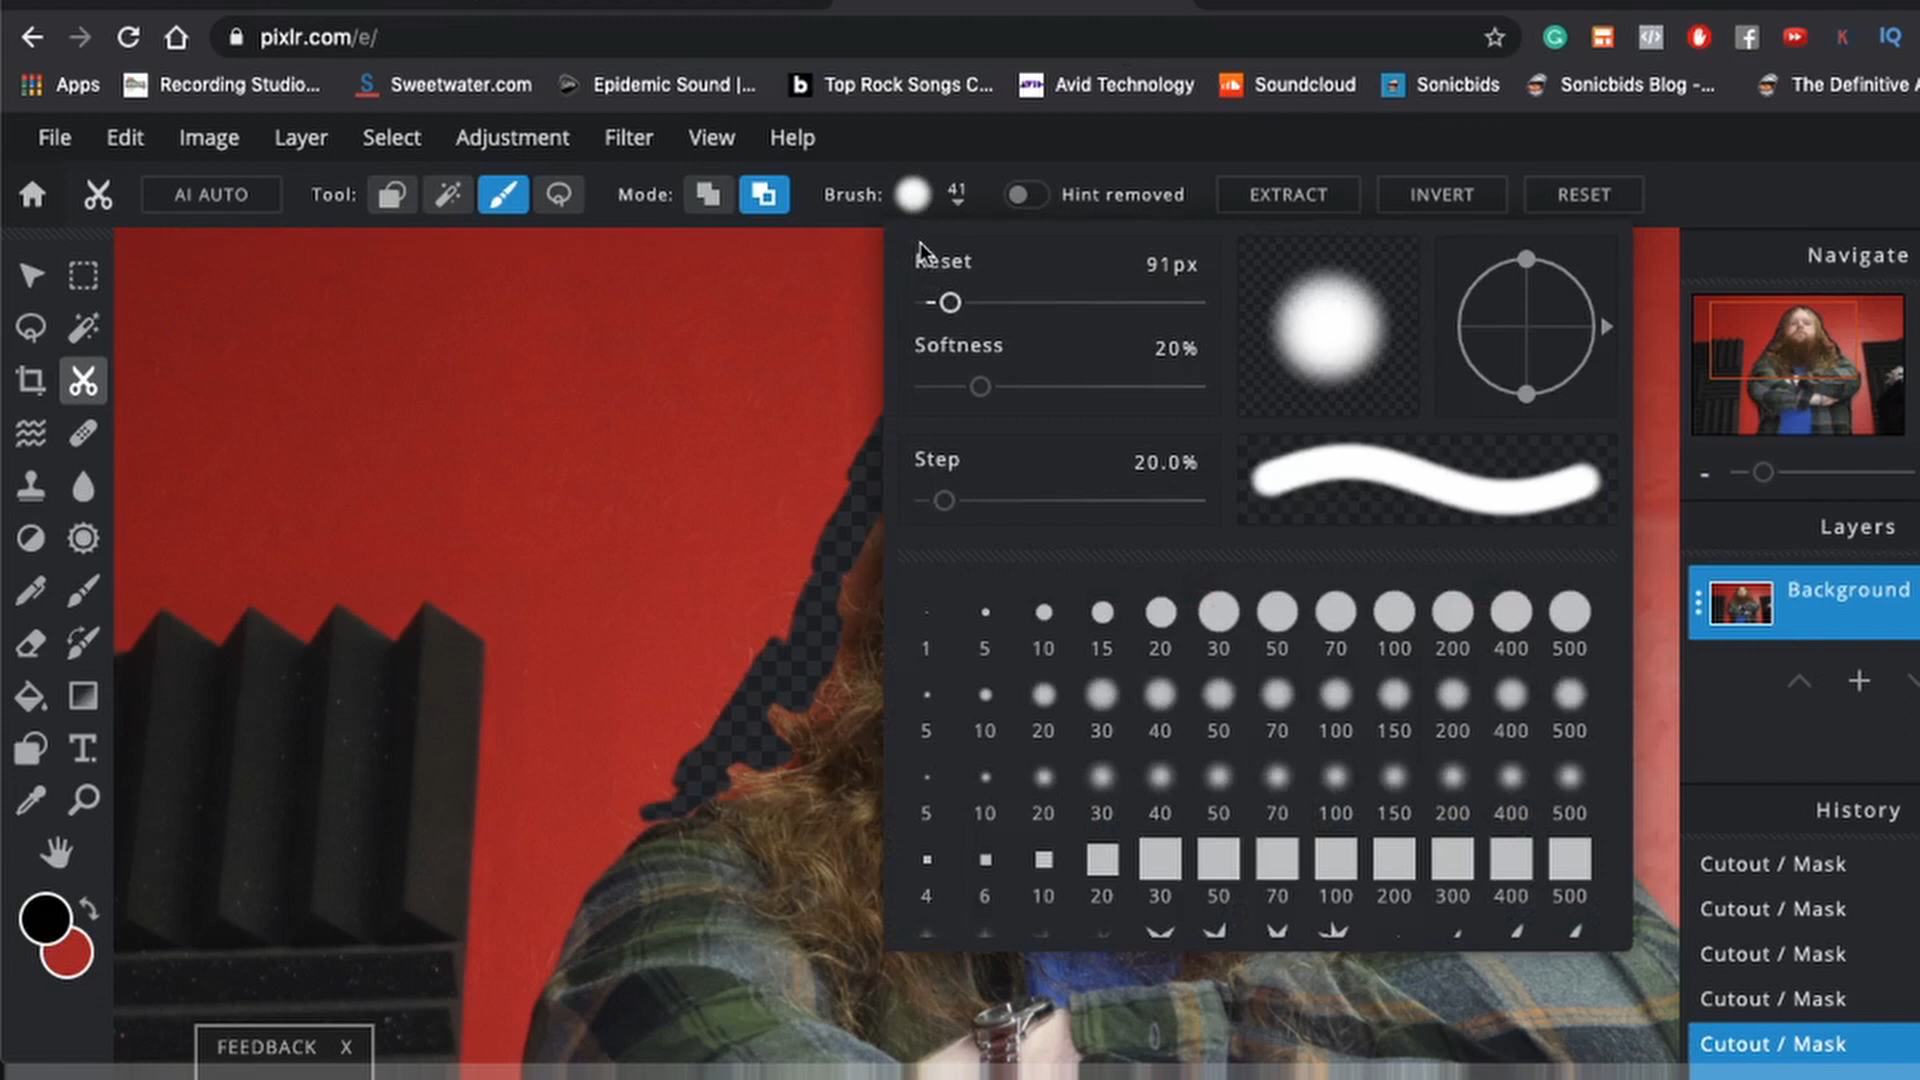 pixlr.com/e/
IQ
Apps Recording Studio... Sweetwater.com Epidemic Sound |... Top Rock Songs C... Avid Technology Soundcloud Sonicbids Sonicbids Blog -... The Definitive A
File Edit Image Layer Select Adjustment Filter View Help
AI AUTO Tool: Mode: Brush: 41 Hint removed EXTRACT INVERT RESET
Reset 91px
Softness 20%
Step 20.0%
1 5 10 15 20 30 50 70 100 200 400 500
5 10 20 30 40 50 70 100 150 200 400 500
5 10 20 30 40 50 70 100 150 200 400 500
4 6 10 20 30 50 70 100 200 300 400 500
Navigate
Layers
Background
History
Cutout / Mask
Cutout / Mask
Cutout / Mask
Cutout / Mask
Cutout / Mask
FEEDBACK X